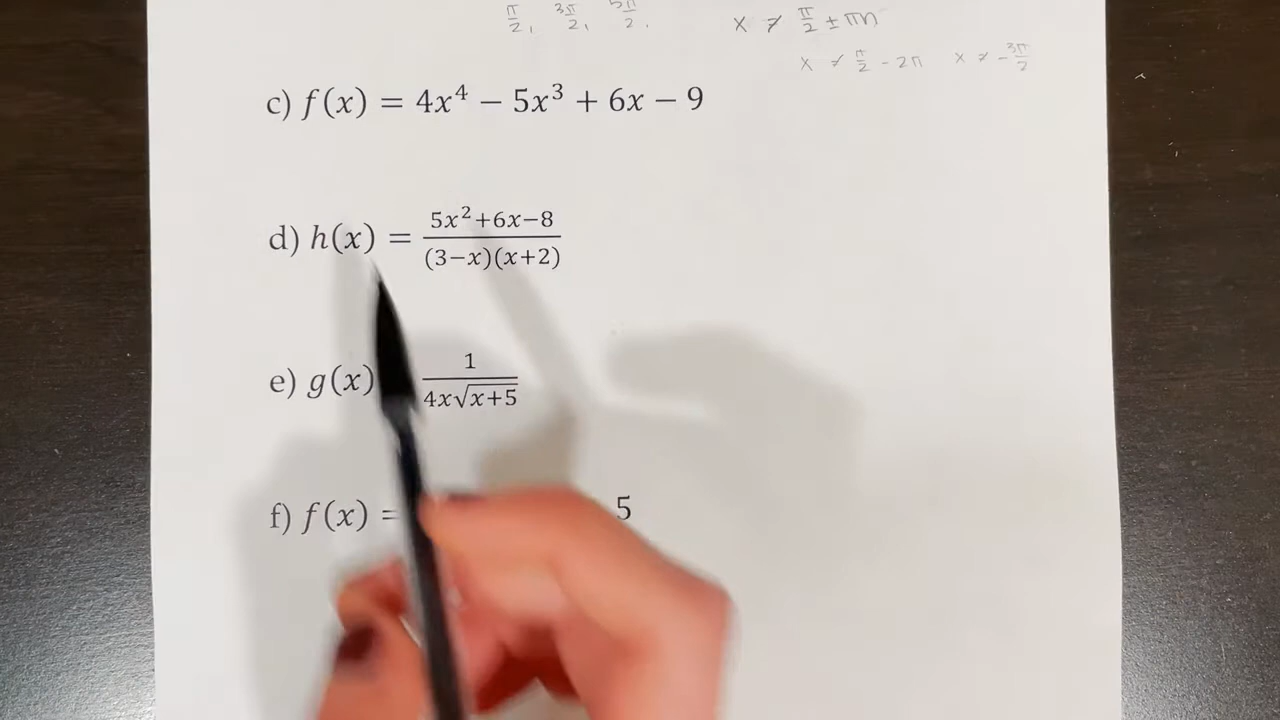 π/2, 3π/2, 5π/2, x ≠ π/2 ± πn
x ≠ π/2 - 2π x ≠ -3π/2
c) f(x) = 4x⁴ − 5x³ + 6x − 9
d) h(x) = (5x²+6x−8)/((3−x)(x+2))
e) g(x) 1/(4x√(x+5))
f) f(x) = 5